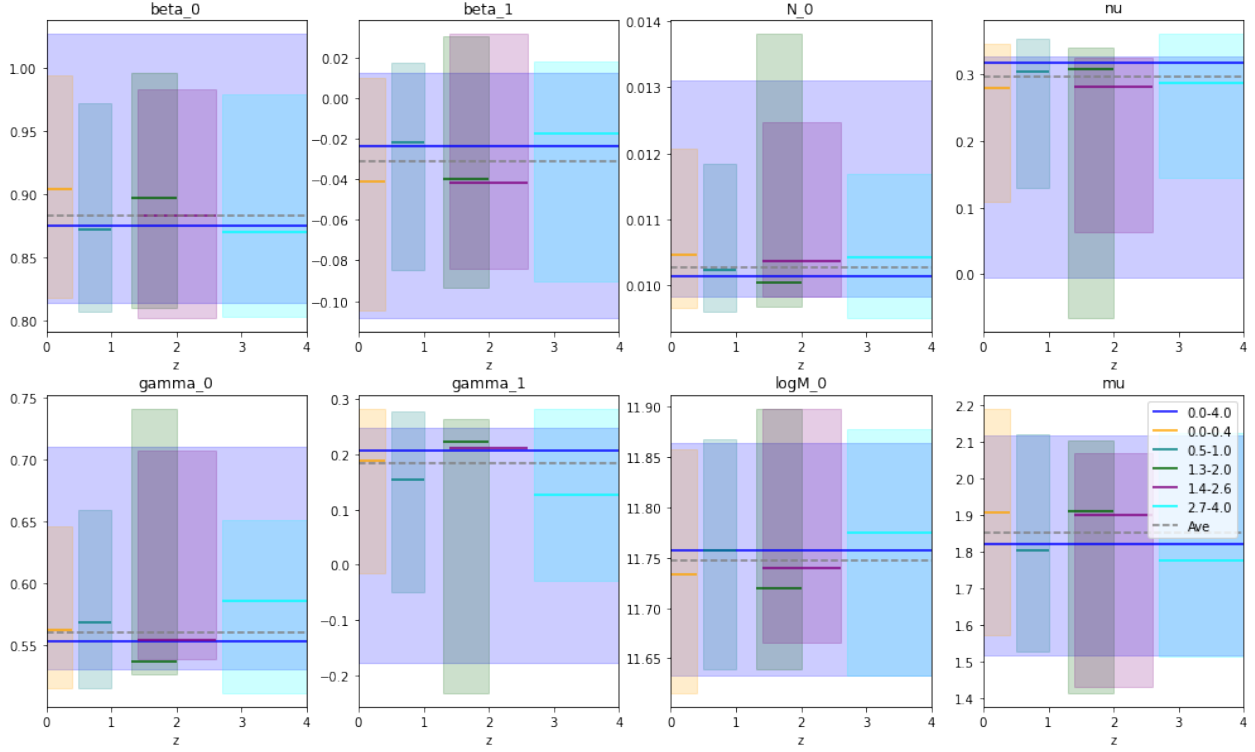 beta_0
1.00
0.95
0.90
0.85
0.80
0 1 2 3 4
z
beta_1
0.02
0.00
−0.02
−0.04
−0.06
−0.08
−0.10
0 1 2 3 4
z
N_0
0.014
0.013
0.012
0.011
0.010
0 1 2 3 4
z
nu
0.3
0.2
0.1
0.0
0 1 2 3 4
z
gamma_0
0.75
0.70
0.65
0.60
0.55
0 1 2 3 4
z
gamma_1
0.3
0.2
0.1
0.0
−0.1
−0.2
0 1 2 3 4
z
logM_0
11.90
11.85
11.80
11.75
11.70
11.65
0 1 2 3 4
z
mu
2.2
2.1
2.0
1.9
1.8
1.7
1.6
1.5
1.4
0 1 2 3 4
z
0.0-4.0
0.0-0.4
0.5-1.0
1.3-2.0
1.4-2.6
2.7-4.0
Ave